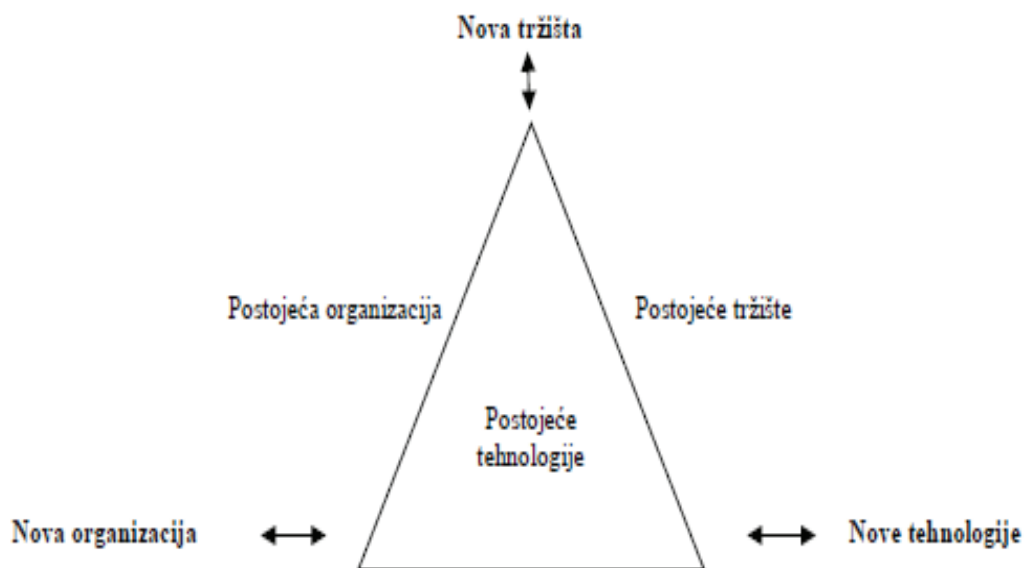 Nova tržišta
Postojeća organizacija
Postojeće tržište
Postojeće
tehnologije
Nova organizacija
Nove tehnologije